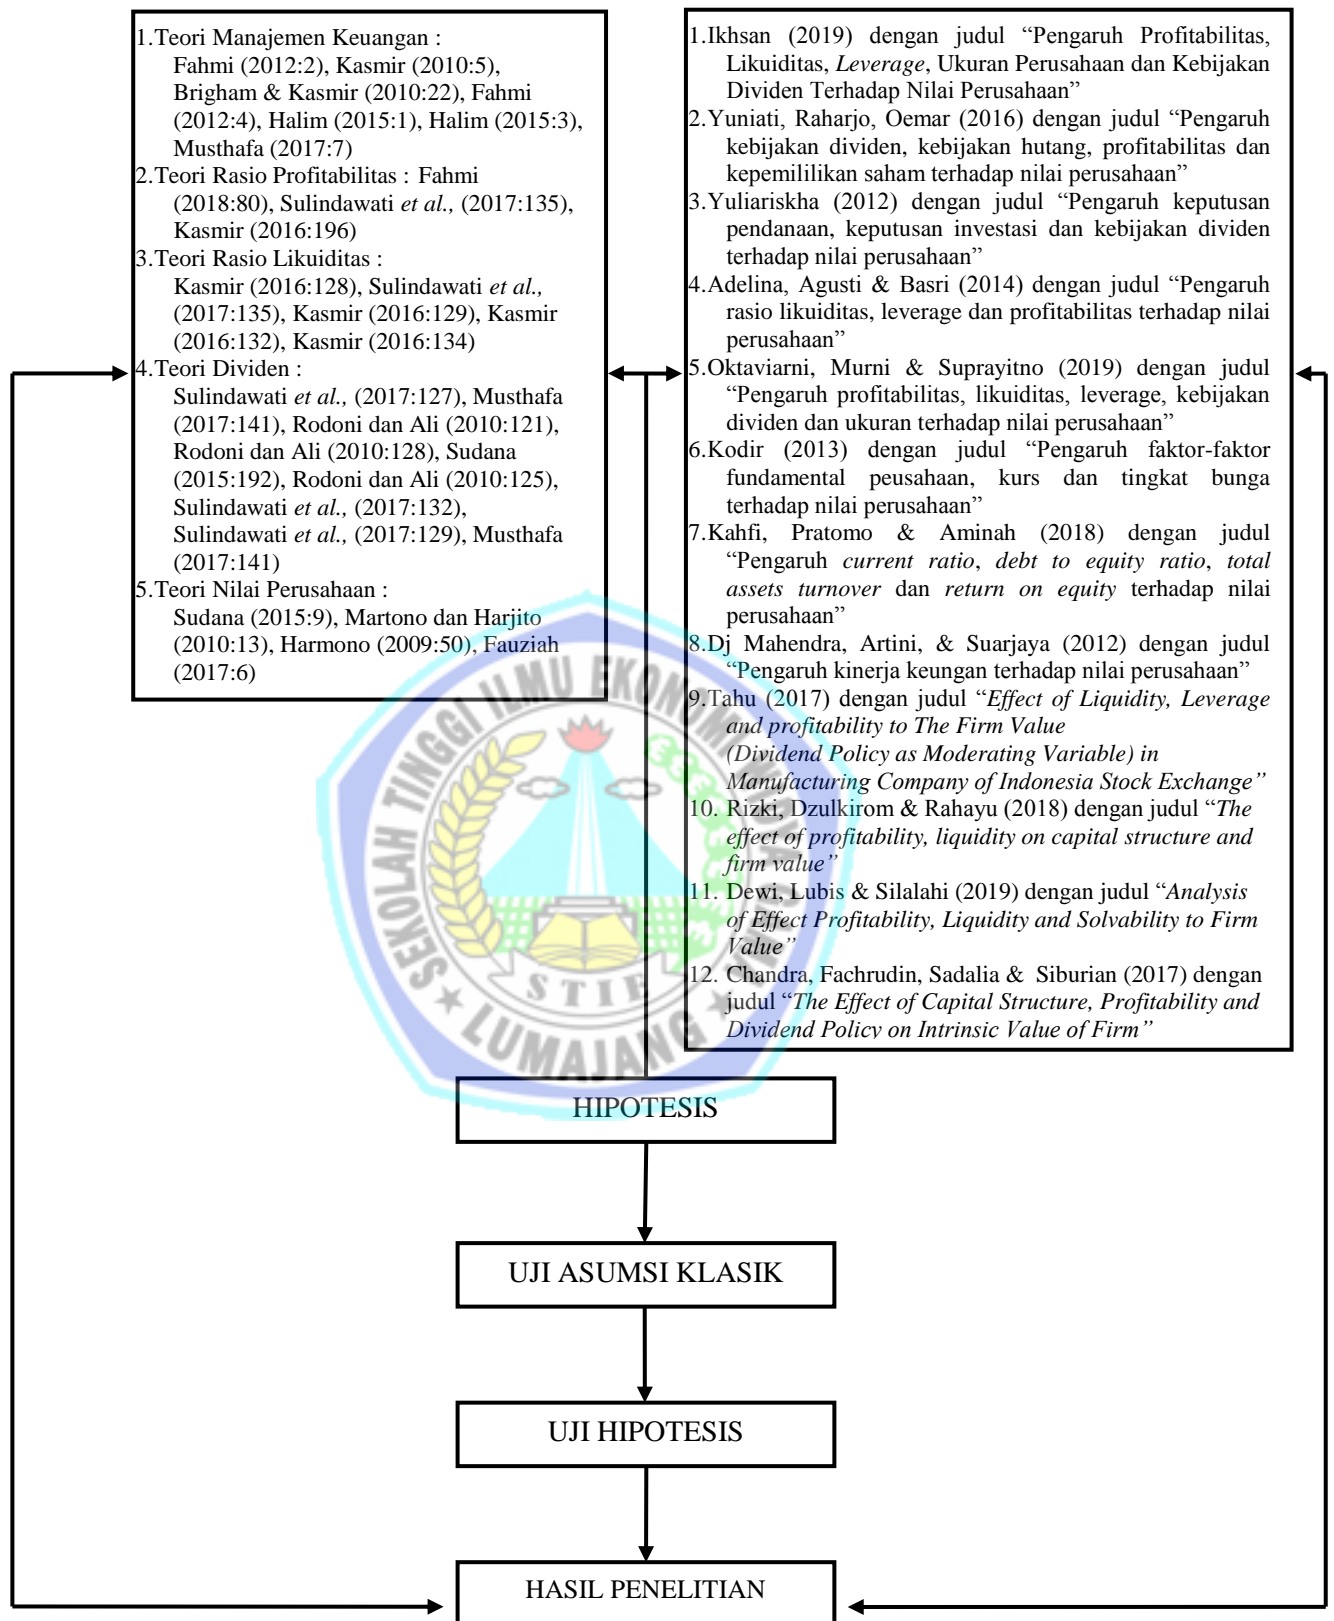 1.Teori Manajemen Keuangan :
Fahmi (2012:2), Kasmir (2010:5),
Brigham & Kasmir (2010:22), Fahmi
(2012:4), Halim (2015:1), Halim (2015:3),
Musthafa (2017:7)
2.Teori Rasio Profitabilitas : Fahmi
(2018:80), Sulindawati et al., (2017:135),
Kasmir (2016:196)
3.Teori Rasio Likuiditas :
Kasmir (2016:128), Sulindawati et al.,
(2017:135), Kasmir (2016:129), Kasmir
(2016:132), Kasmir (2016:134)
4.Teori Dividen :
Sulindawati et al., (2017:127), Musthafa
(2017:141), Rodoni dan Ali (2010:121),
Rodoni dan Ali (2010:128), Sudana
(2015:192), Rodoni dan Ali (2010:125),
Sulindawati et al., (2017:132),
Sulindawati et al., (2017:129), Musthafa
(2017:141)
5.Teori Nilai Perusahaan :
Sudana (2015:9), Martono dan Harjito
(2010:13), Harmono (2009:50), Fauziah
(2017:6)
1.Ikhsan (2019) dengan judul “Pengaruh Profitabilitas,
Likuiditas, Leverage, Ukuran Perusahaan dan Kebijakan
Dividen Terhadap Nilai Perusahaan”
2.Yuniati, Raharjo, Oemar (2016) dengan judul “Pengaruh
kebijakan dividen, kebijakan hutang, profitabilitas dan
kepemililikan saham terhadap nilai perusahaan”
3.Yuliariskha (2012) dengan judul “Pengaruh keputusan
pendanaan, keputusan investasi dan kebijakan dividen
terhadap nilai perusahaan”
4.Adelina, Agusti & Basri (2014) dengan judul “Pengaruh
rasio likuiditas, leverage dan profitabilitas terhadap nilai
perusahaan”
5.Oktaviarni, Murni & Suprayitno (2019) dengan judul
“Pengaruh profitabilitas, likuiditas, leverage, kebijakan
dividen dan ukuran terhadap nilai perusahaan”
6.Kodir (2013) dengan judul “Pengaruh faktor-faktor
fundamental peusahaan, kurs dan tingkat bunga
terhadap nilai perusahaan”
7.Kahfi, Pratomo & Aminah (2018) dengan judul
“Pengaruh current ratio, debt to equity ratio, total
assets turnover dan return on equity terhadap nilai
perusahaan”
8.Dj Mahendra, Artini, & Suarjaya (2012) dengan judul
“Pengaruh kinerja keungan terhadap nilai perusahaan”
9.Tahu (2017) dengan judul “Effect of Liquidity, Leverage
and profitability to The Firm Value
(Dividend Policy as Moderating Variable) in
Manufacturing Company of Indonesia Stock Exchange”
10. Rizki, Dzulkirom & Rahayu (2018) dengan judul “The
effect of profitability, liquidity on capital structure and
firm value”
11. Dewi, Lubis & Silalahi (2019) dengan judul “Analysis
of Effect Profitability, Liquidity and Solvability to Firm
Value”
12. Chandra, Fachrudin, Sadalia & Siburian (2017) dengan
judul “The Effect of Capital Structure, Profitability and
Dividend Policy on Intrinsic Value of Firm”
SEKOLAH TINGGI ILMU EKONOMI WIDYA GAMA
STIE
LUMAJANG
HIPOTESIS
UJI ASUMSI KLASIK
UJI HIPOTESIS
HASIL PENELITIAN